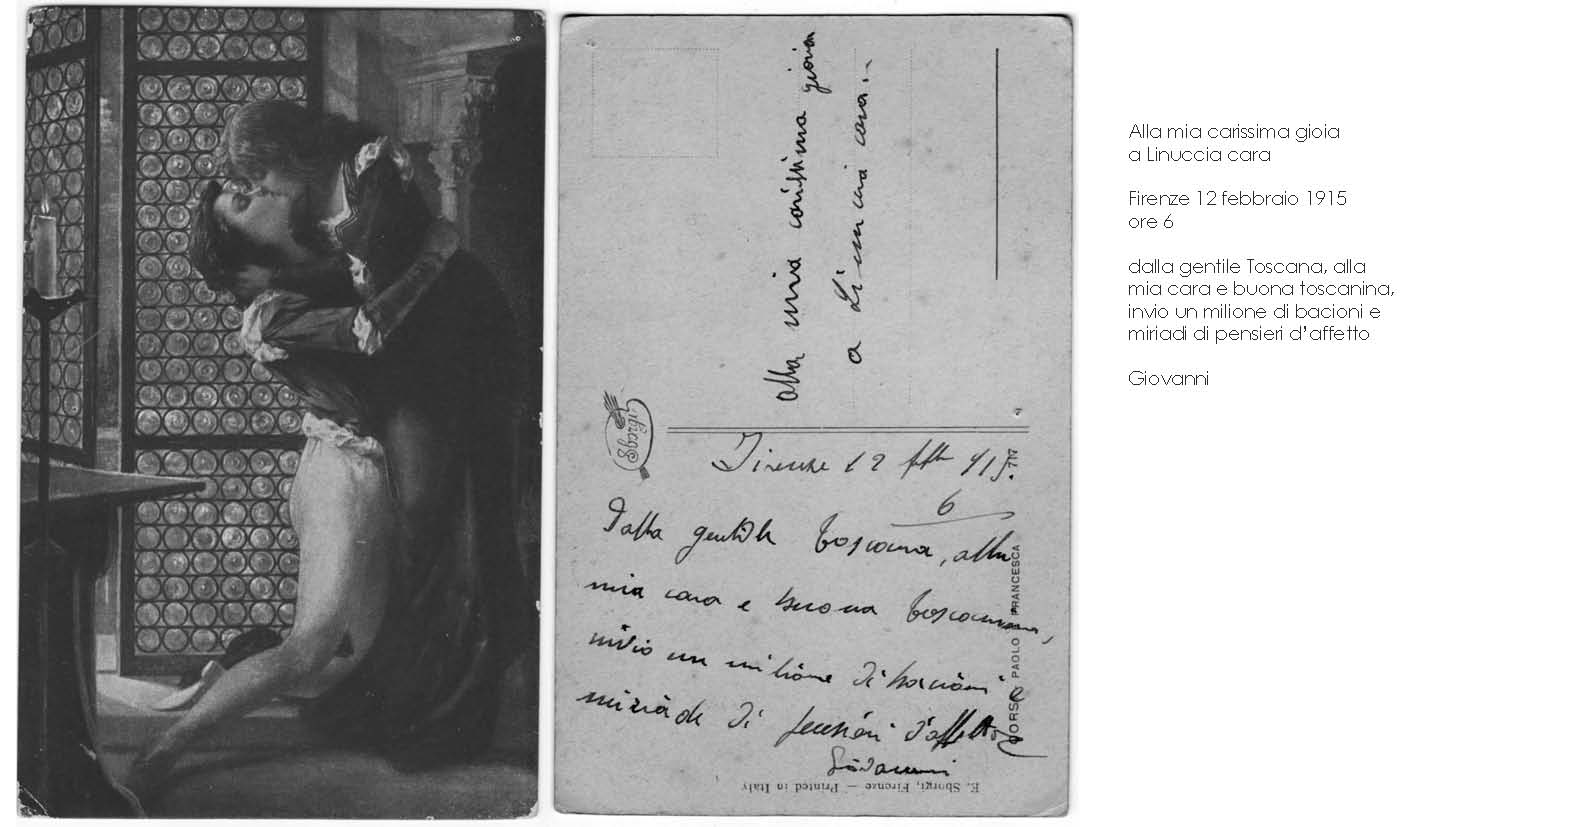 alla mia carissima gioia
a Linuccia cara..
Sborgi
Firenze 12 febb 915.
6
Dalla gentile Toscana, alla
mia cara e buona toscanina,
invio un milione di bacioni e
miriade di pensieri d'affetto
Giovanni
717
CORSI PAOLO FRANCESCA
E. Sborgi, Firenze — Printed in Italy
Alla mia carissima gioia
a Linuccia cara
Firenze 12 febbraio 1915
ore 6
dalla gentile Toscana, alla
mia cara e buona toscanina,
invio un milione di bacioni e
miriadi di pensieri d'affetto
Giovanni